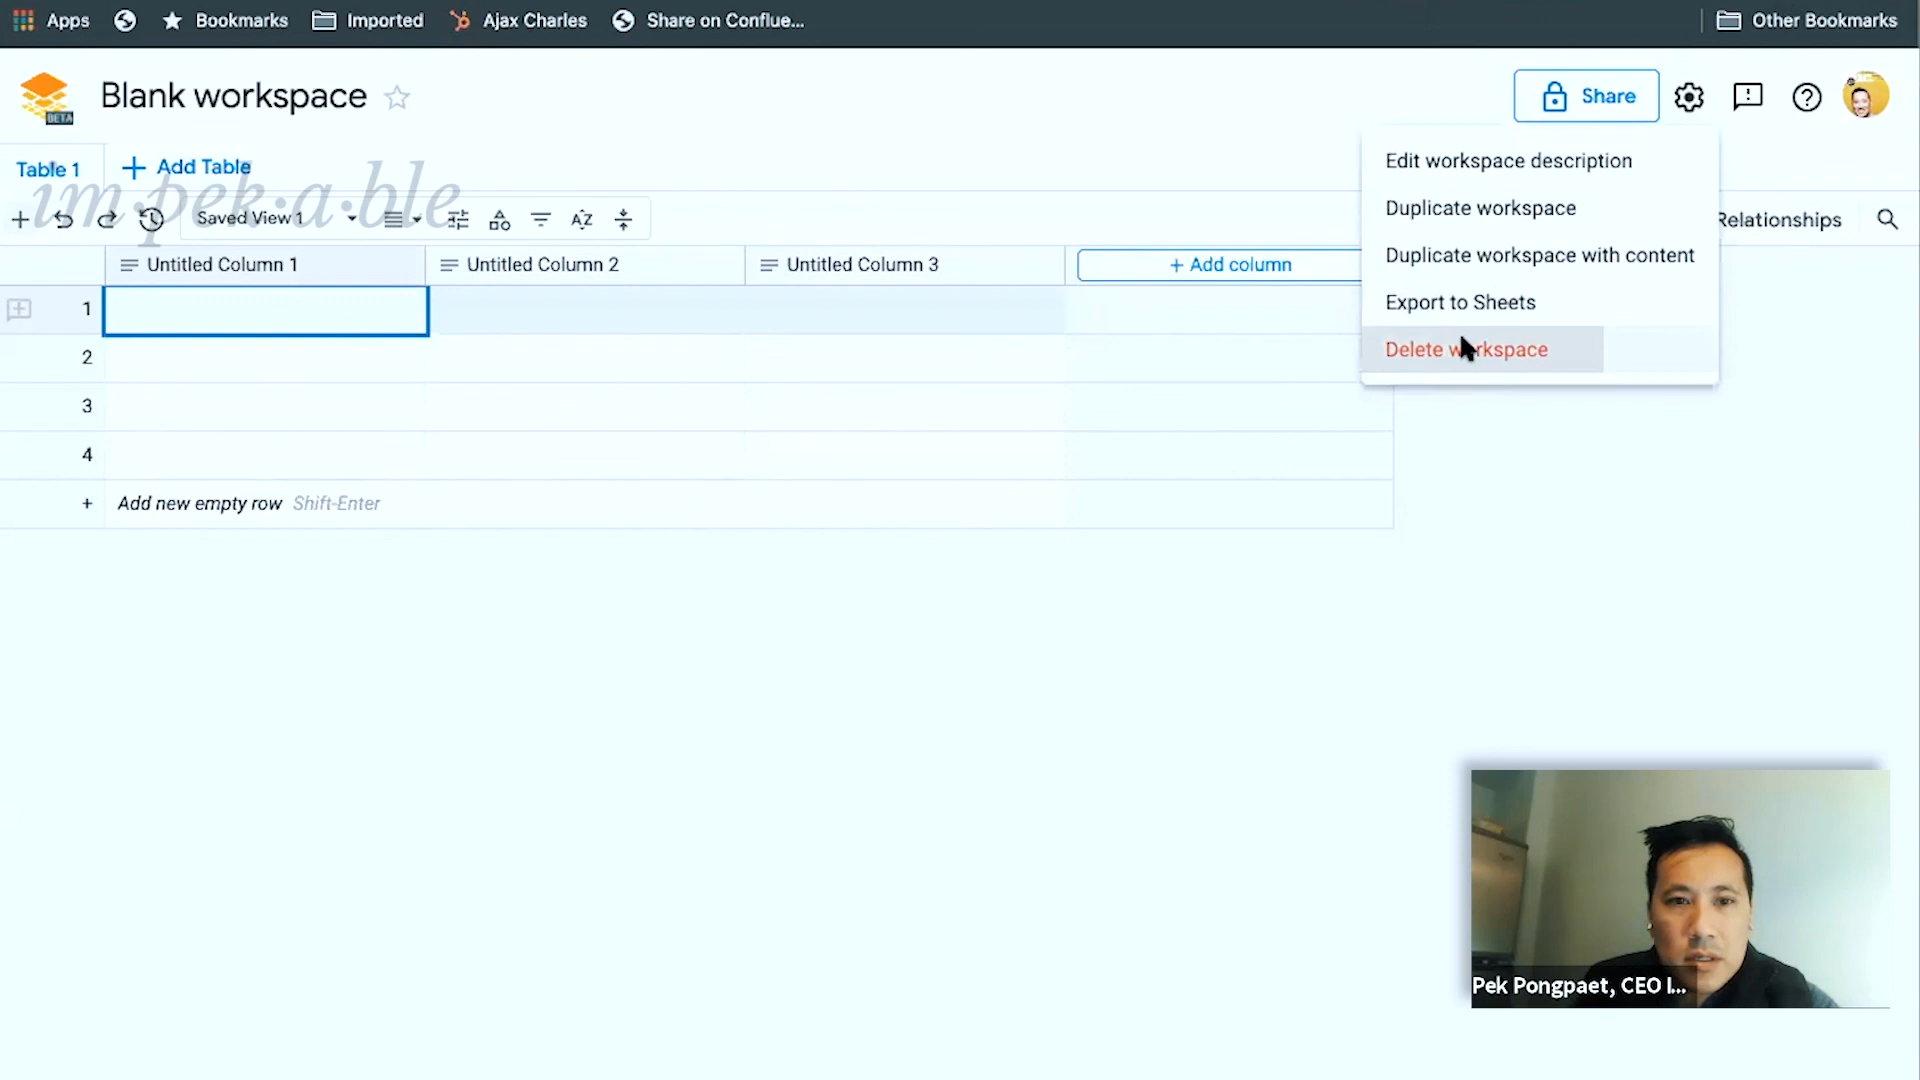 Apps
Bookmarks
Imported
Ajax Charles
Share on Conflue...
Other Bookmarks
BETA
Blank workspace
Share
Table 1
Add Table
im·pek·a·ble
Saved View 1
Relationships
Edit workspace description
Duplicate workspace
Duplicate workspace with content
Export to Sheets
Delete workspace
Untitled Column 1
Untitled Column 2
Untitled Column 3
+ Add column
1
2
3
4
+ Add new empty row Shift-Enter
Pek Pongpaet, CEO I...